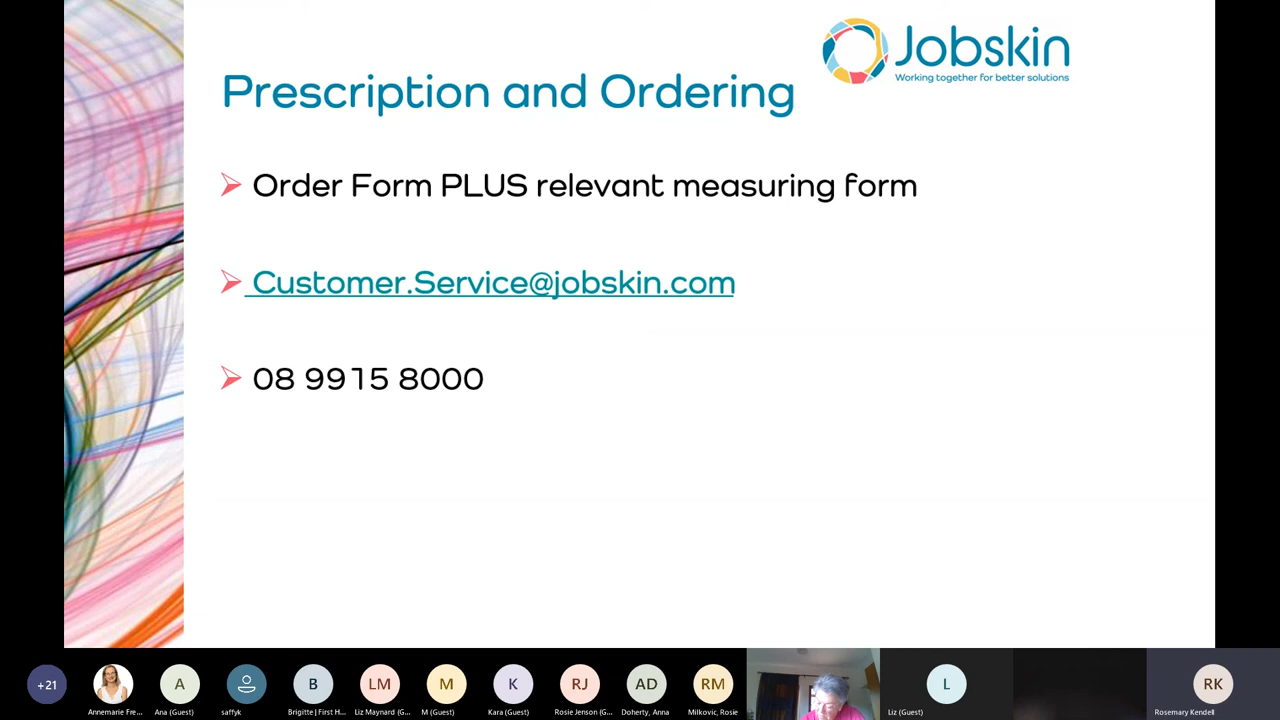 Jobskin
Working together for better solutions
Prescription and Ordering
Order Form PLUS relevant measuring form
Customer.Service@jobskin.com
08 9915 8000
+21
A
B
LM
M
K
RJ
AD
RM
L
RK
Annemarie Fre...
Ana (Guest)
saffyk
Brigitte | First H...
Liz Maynard (G...
M (Guest)
Kara (Guest)
Rosie Jenson (G...
Doherty, Anna
Milkovic, Rosie
Liz (Guest)
Rosemary Kendell